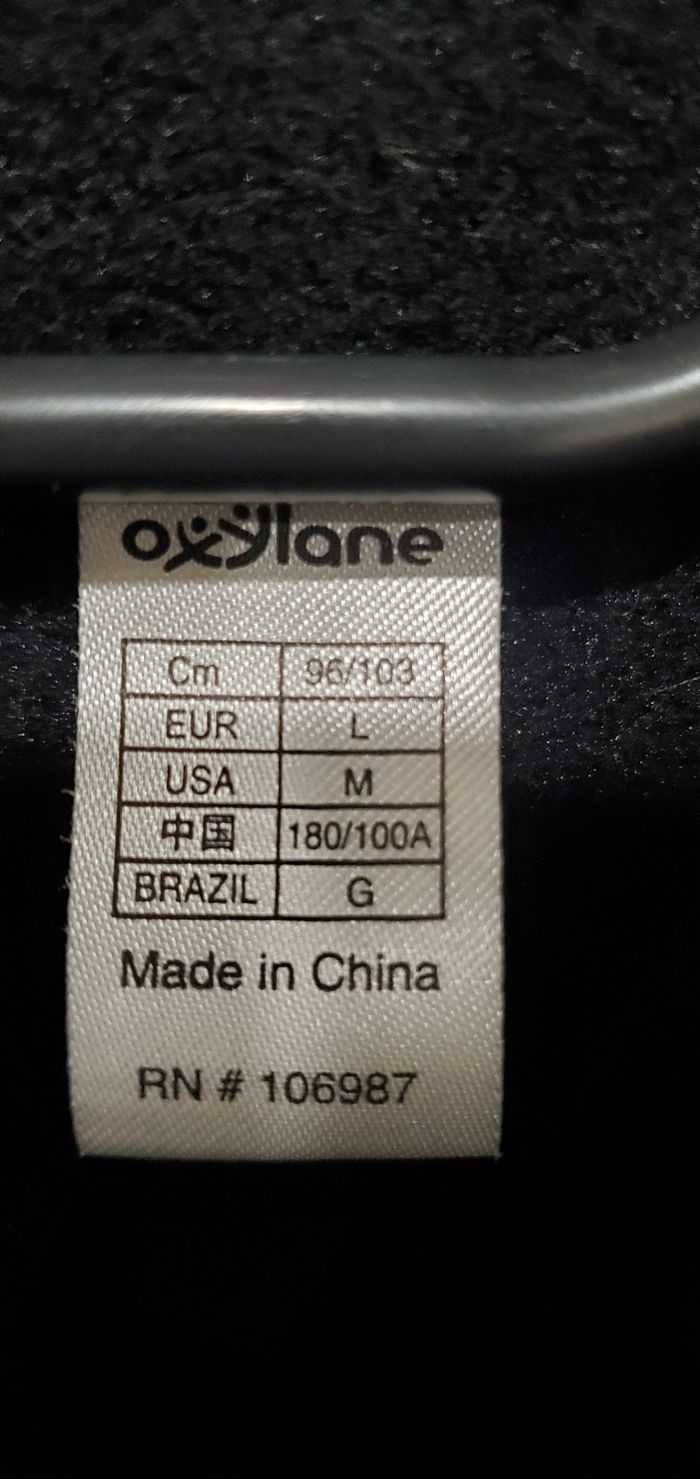 oxylane
Cm 96/103
EUR L
USA M
中国 180/100A
BRAZIL G
Made in China
RN # 106987